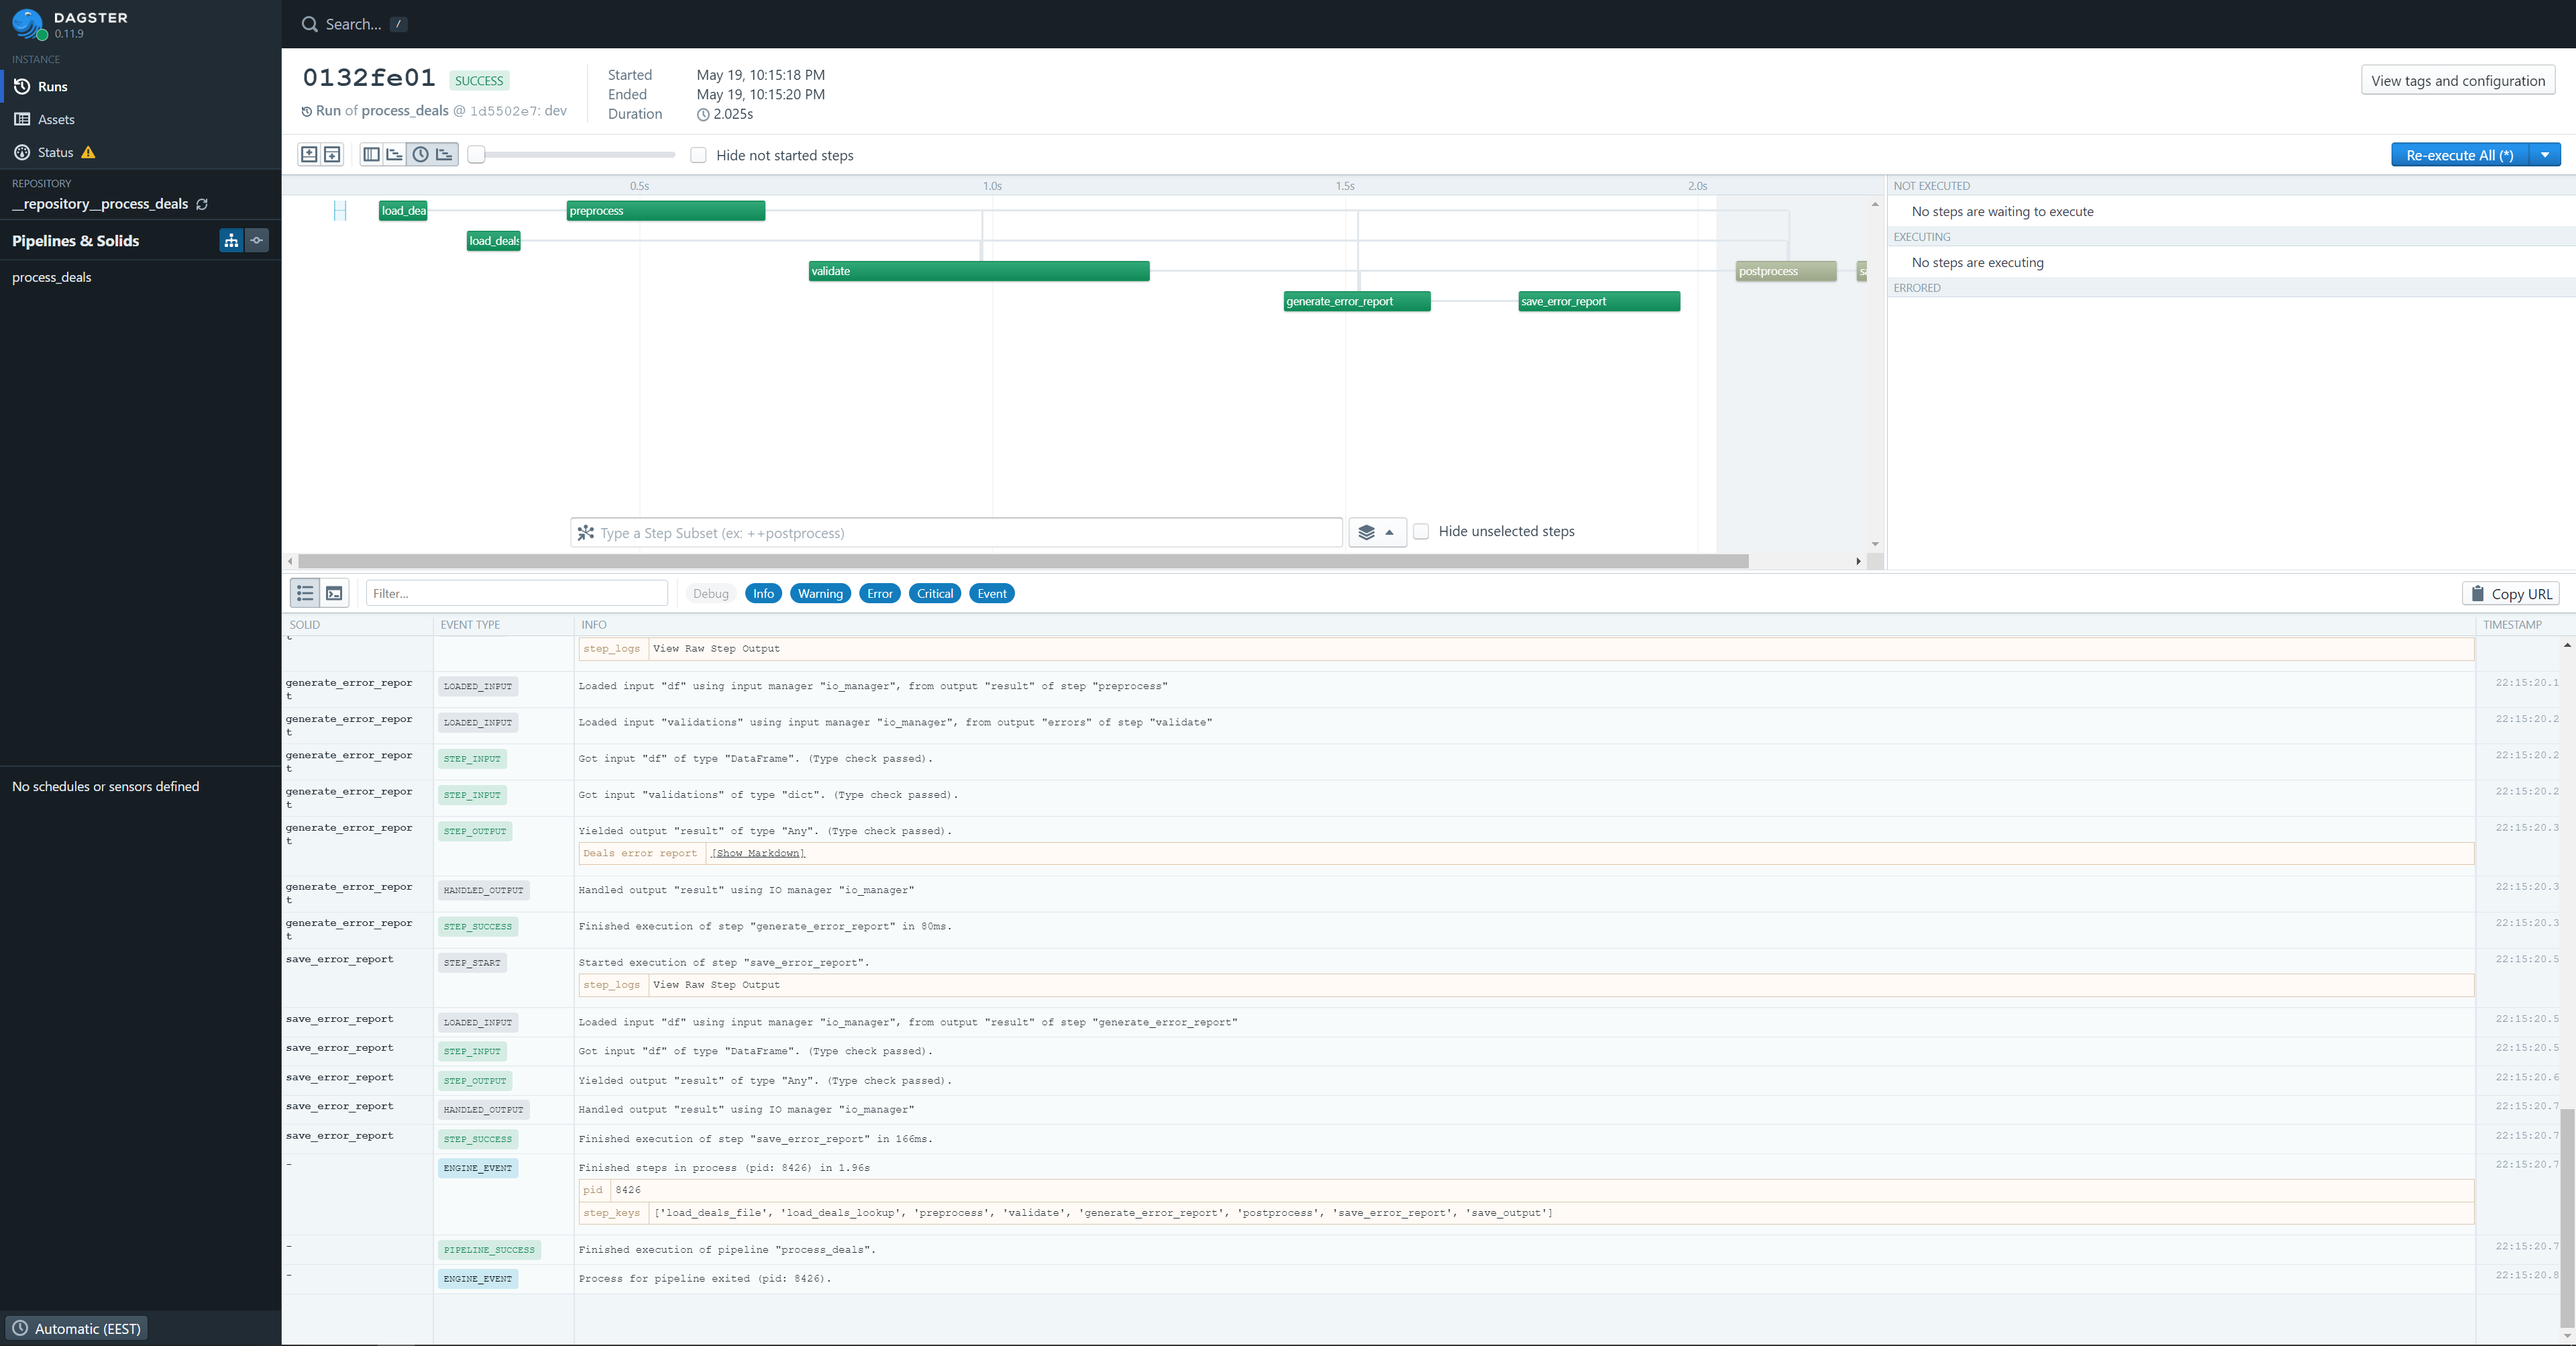 DAGSTER
0.11.9
Search... /
INSTANCE
Runs
Assets
Status
REPOSITORY
__repository__process_deals
Pipelines & Solids
process_deals
No schedules or sensors defined
Automatic (EEST)
0132fe01 SUCCESS
Run of process_deals @ 1d5502e7: dev
Started May 19, 10:15:18 PM
Ended May 19, 10:15:20 PM
Duration 2.025s
View tags and configuration
Hide not started steps
Re-execute All (*)
0.5s 1.0s 1.5s 2.0s
load_dea preprocess
load_deals
validate postprocess
generate_error_report save_error_report
Type a Step Subset (ex: ++postprocess)
Hide unselected steps
NOT EXECUTED
No steps are waiting to execute
EXECUTING
No steps are executing
ERRORED
Filter... Debug Info Warning Error Critical Event Copy URL
SOLID EVENT TYPE INFO TIMESTAMP
step_logs View Raw Step Output
generate_error_report LOADED_INPUT Loaded input "df" using input manager "io_manager", from output "result" of step "preprocess" 22:15:20.1
generate_error_report LOADED_INPUT Loaded input "validations" using input manager "io_manager", from output "errors" of step "validate" 22:15:20.2
generate_error_report STEP_INPUT Got input "df" of type "DataFrame". (Type check passed). 22:15:20.2
generate_error_report STEP_INPUT Got input "validations" of type "dict". (Type check passed). 22:15:20.2
generate_error_report STEP_OUTPUT Yielded output "result" of type "Any". (Type check passed). 22:15:20.3
Deals error report [Show Markdown]
generate_error_report HANDLED_OUTPUT Handled output "result" using IO manager "io_manager" 22:15:20.3
generate_error_report STEP_SUCCESS Finished execution of step "generate_error_report" in 80ms. 22:15:20.3
save_error_report STEP_START Started execution of step "save_error_report". 22:15:20.5
step_logs View Raw Step Output
save_error_report LOADED_INPUT Loaded input "df" using input manager "io_manager", from output "result" of step "generate_error_report" 22:15:20.5
save_error_report STEP_INPUT Got input "df" of type "DataFrame". (Type check passed). 22:15:20.5
save_error_report STEP_OUTPUT Yielded output "result" of type "Any". (Type check passed). 22:15:20.6
save_error_report HANDLED_OUTPUT Handled output "result" using IO manager "io_manager" 22:15:20.7
save_error_report STEP_SUCCESS Finished execution of step "save_error_report" in 166ms. 22:15:20.7
- ENGINE_EVENT Finished steps in process (pid: 8426) in 1.96s 22:15:20.7
pid 8426
step_keys ['load_deals_file', 'load_deals_lookup', 'preprocess', 'validate', 'generate_error_report', 'postprocess', 'save_error_report', 'save_output']
- PIPELINE_SUCCESS Finished execution of pipeline "process_deals". 22:15:20.7
- ENGINE_EVENT Process for pipeline exited (pid: 8426). 22:15:20.8